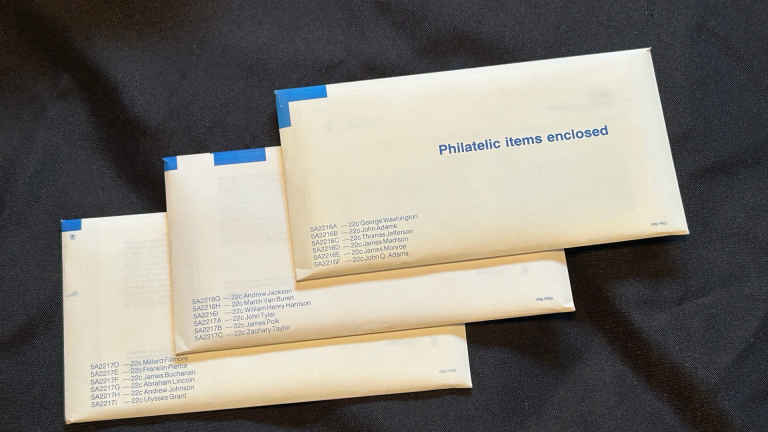 Philatelic items enclosed
SA2216A — 22c George Washington
SA2216B — 22c John Adams
SA2216C — 22c Thomas Jefferson
SA2216D — 22c James Madison
SA2216E — 22c James Monroe
SA2216F — 22c John Q. Adams
SA2216G — 22c Andrew Jackson
SA2216H — 22c Martin Van Buren
SA2216I — 22c William Henry Harrison
SA2217A — 22c John Tyler
SA2217B — 22c James Polk
SA2217C — 22c Zachary Taylor
SA2217D — 22c Millard Fillmore
SA2217E — 22c Franklin Pierce
SA2217F — 22c James Buchanan
SA2217G — 22c Abraham Lincoln
SA2217H — 22c Andrew Johnson
SA2217I — 22c Ulysses Grant